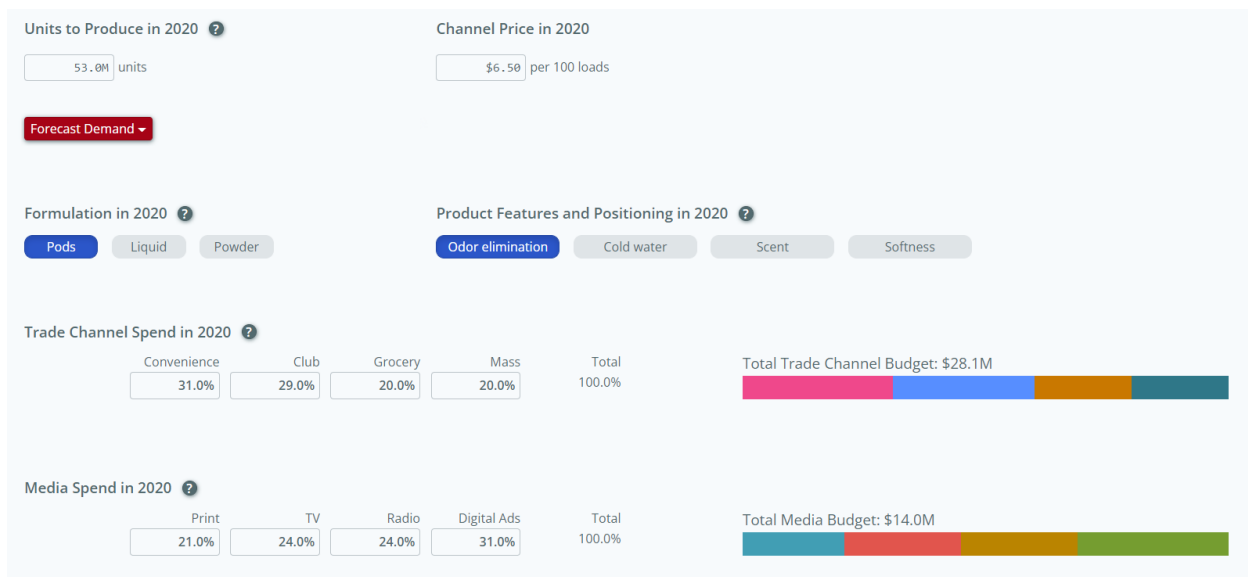 Units to Produce in 2020 ?
Channel Price in 2020
53.0M units
$6.50 per 100 loads
Forecast Demand
Formulation in 2020 ?
Product Features and Positioning in 2020 ?
Pods Liquid Powder
Odor elimination Cold water Scent Softness
Trade Channel Spend in 2020 ?
Convenience Club Grocery Mass Total
31.0% 29.0% 20.0% 20.0% 100.0%
Total Trade Channel Budget: $28.1M
Media Spend in 2020 ?
Print TV Radio Digital Ads Total
21.0% 24.0% 24.0% 31.0% 100.0%
Total Media Budget: $14.0M